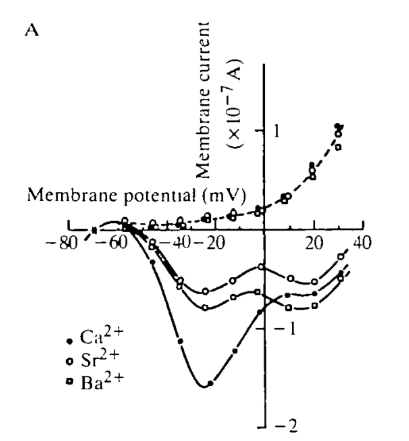 A
Membrane current
(×10⁻⁷ A)
1
Membrane potential (mV)
−80 −60 −40 −20 20 40
Ca²⁺
Sr²⁺
Ba²⁺
−1
−2